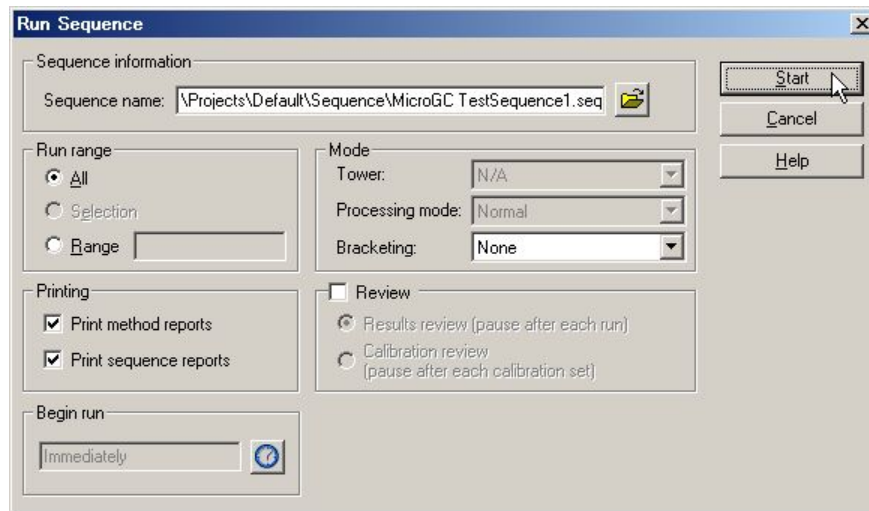 Run Sequence
Sequence information
Sequence name: \Projects\Default\Sequence\MicroGC TestSequence1.seq
Start
Cancel
Help
Run range
All
Selection
Range
Mode
Tower: N/A
Processing mode: Normal
Bracketing: None
Printing
Print method reports
Print sequence reports
Review
Results review (pause after each run)
Calibration review
(pause after each calibration set)
Begin run
Immediately